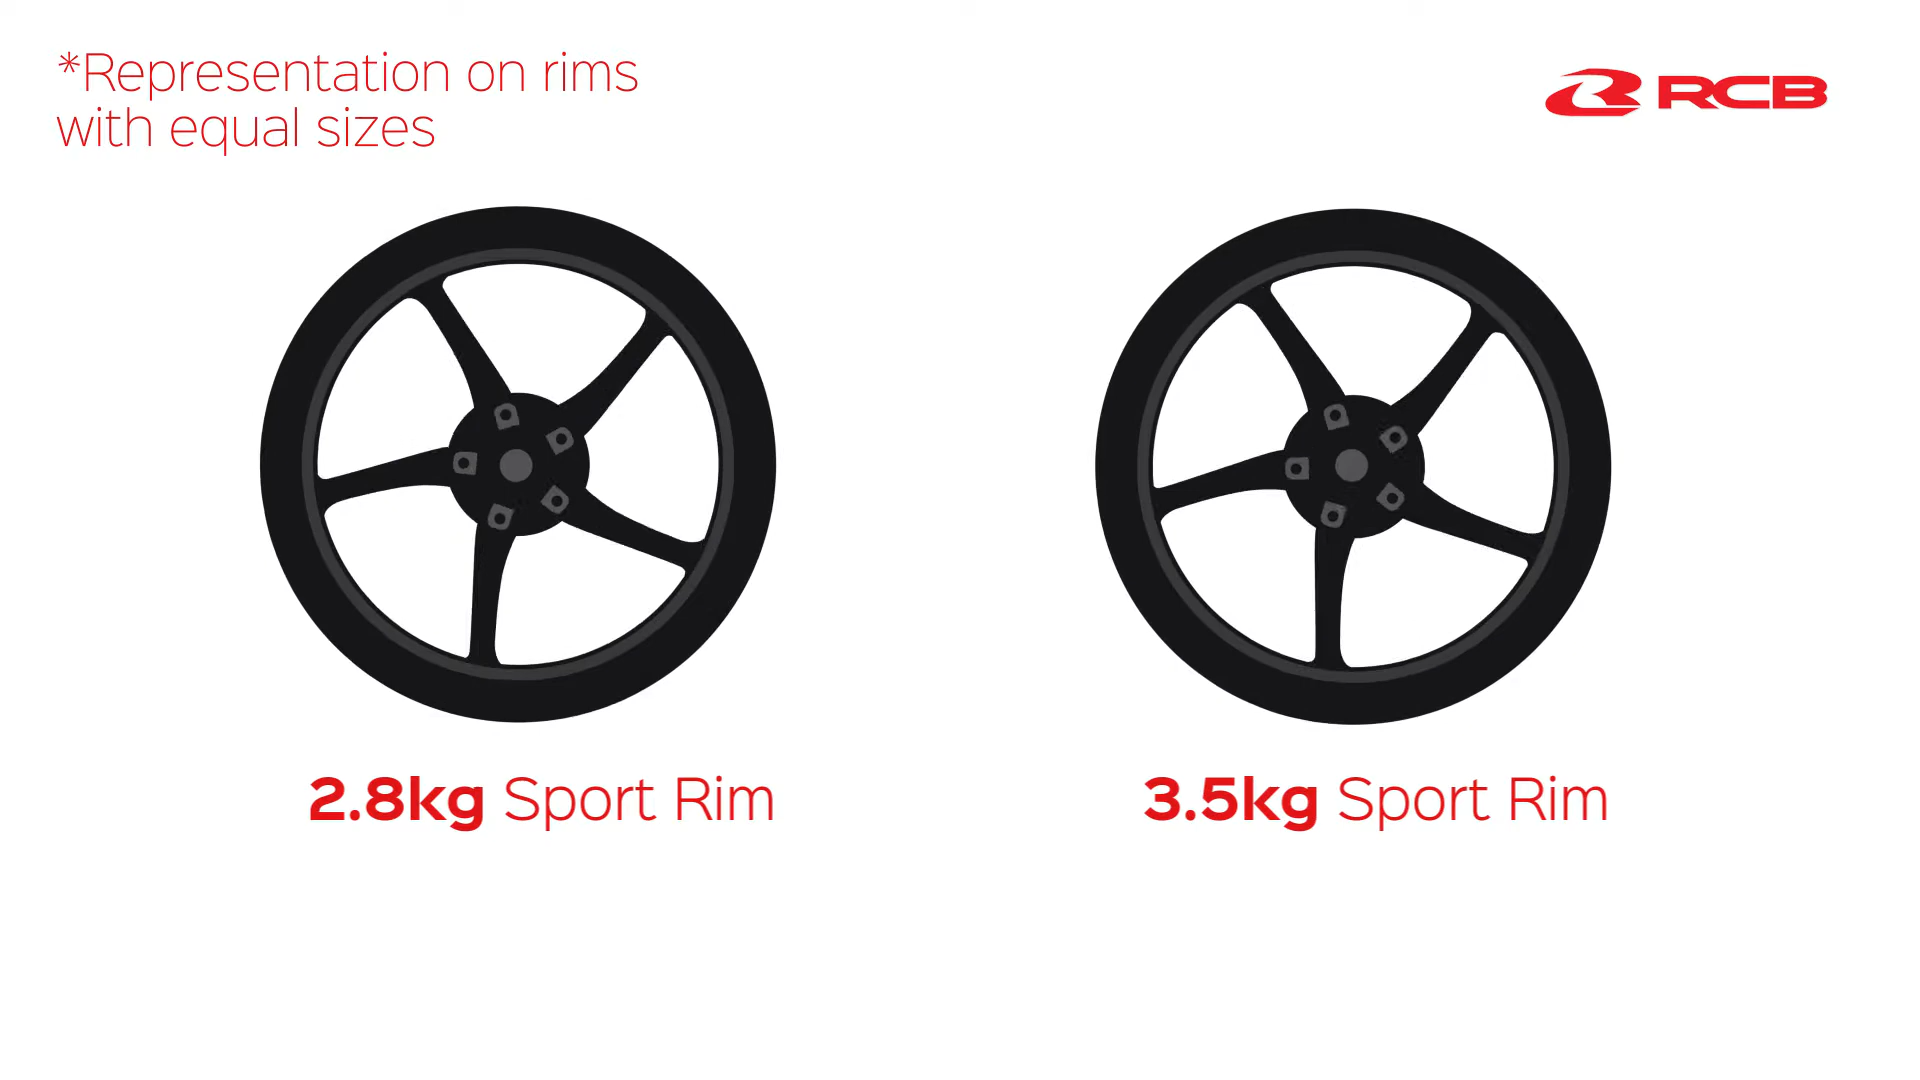 *Representation on rims
with equal sizes
RCB
2.8kg Sport Rim
3.5kg Sport Rim